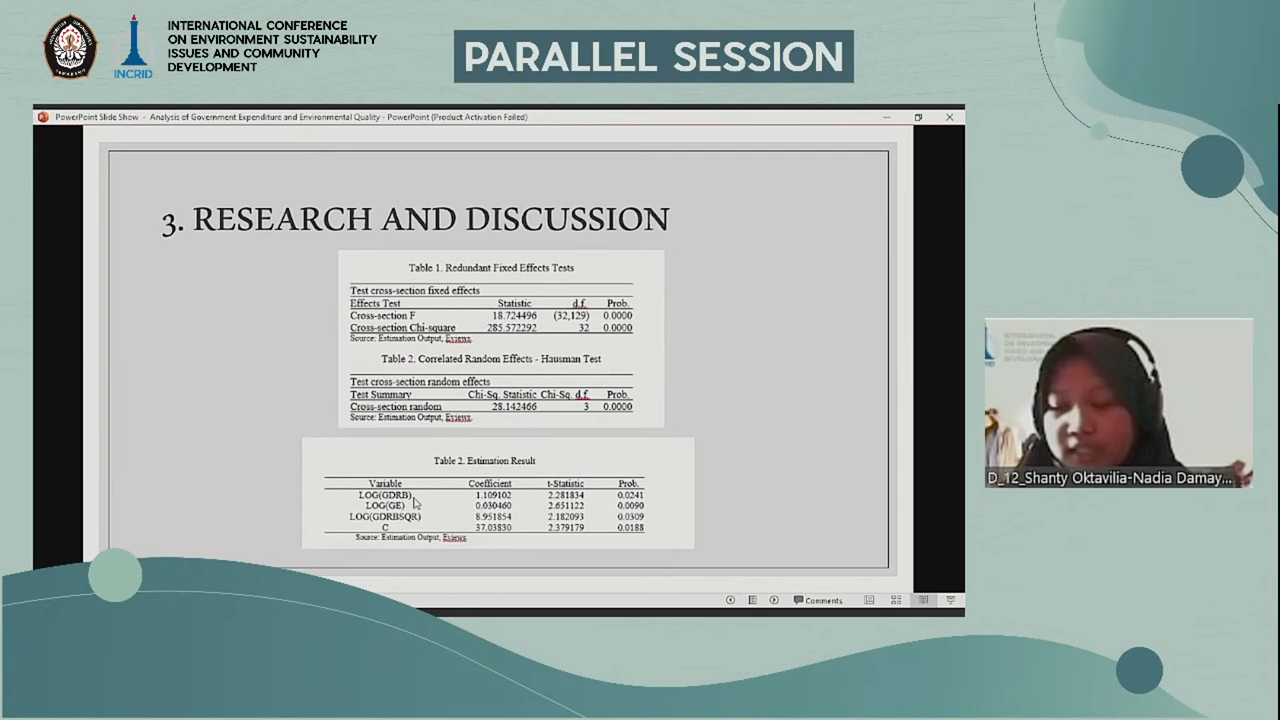 INTERNATIONAL CONFERENCE
ON ENVIRONMENT SUSTAINABILITY
ISSUES AND COMMUNITY
DEVELOPMENT
INCRID
PARALLEL SESSION
PowerPoint Slide Show - Analysis of Government Expenditure and Environmental Quality - PowerPoint (Product Activation Failed)
3. RESEARCH AND DISCUSSION
Table 1. Redundant Fixed Effects Tests
Test cross-section fixed effects
Effects Test Statistic d.f. Prob.
Cross-section F 18.724496 (32,129) 0.0000
Cross-section Chi-square 285.572292 32 0.0000
Source: Estimation Output, Eviews.
Table 2. Correlated Random Effects - Hausman Test
Test cross-section random effects
Test Summary Chi-Sq. Statistic Chi-Sq. d.f. Prob.
Cross-section random 28.142466 3 0.0000
Source: Estimation Output, Eviews.
Table 2. Estimation Result
Variable Coefficient t-Statistic Prob.
LOG(GDRB) 1.109102 2.281834 0.0241
LOG(GE) 0.030460 2.651122 0.0090
LOG(GDRBSQR) 8.951854 2.182093 0.0309
C 37.03830 2.379179 0.0188
Source: Estimation Output, Eviews.
Comments
D_12_Shanty Oktavilia-Nadia Damay...